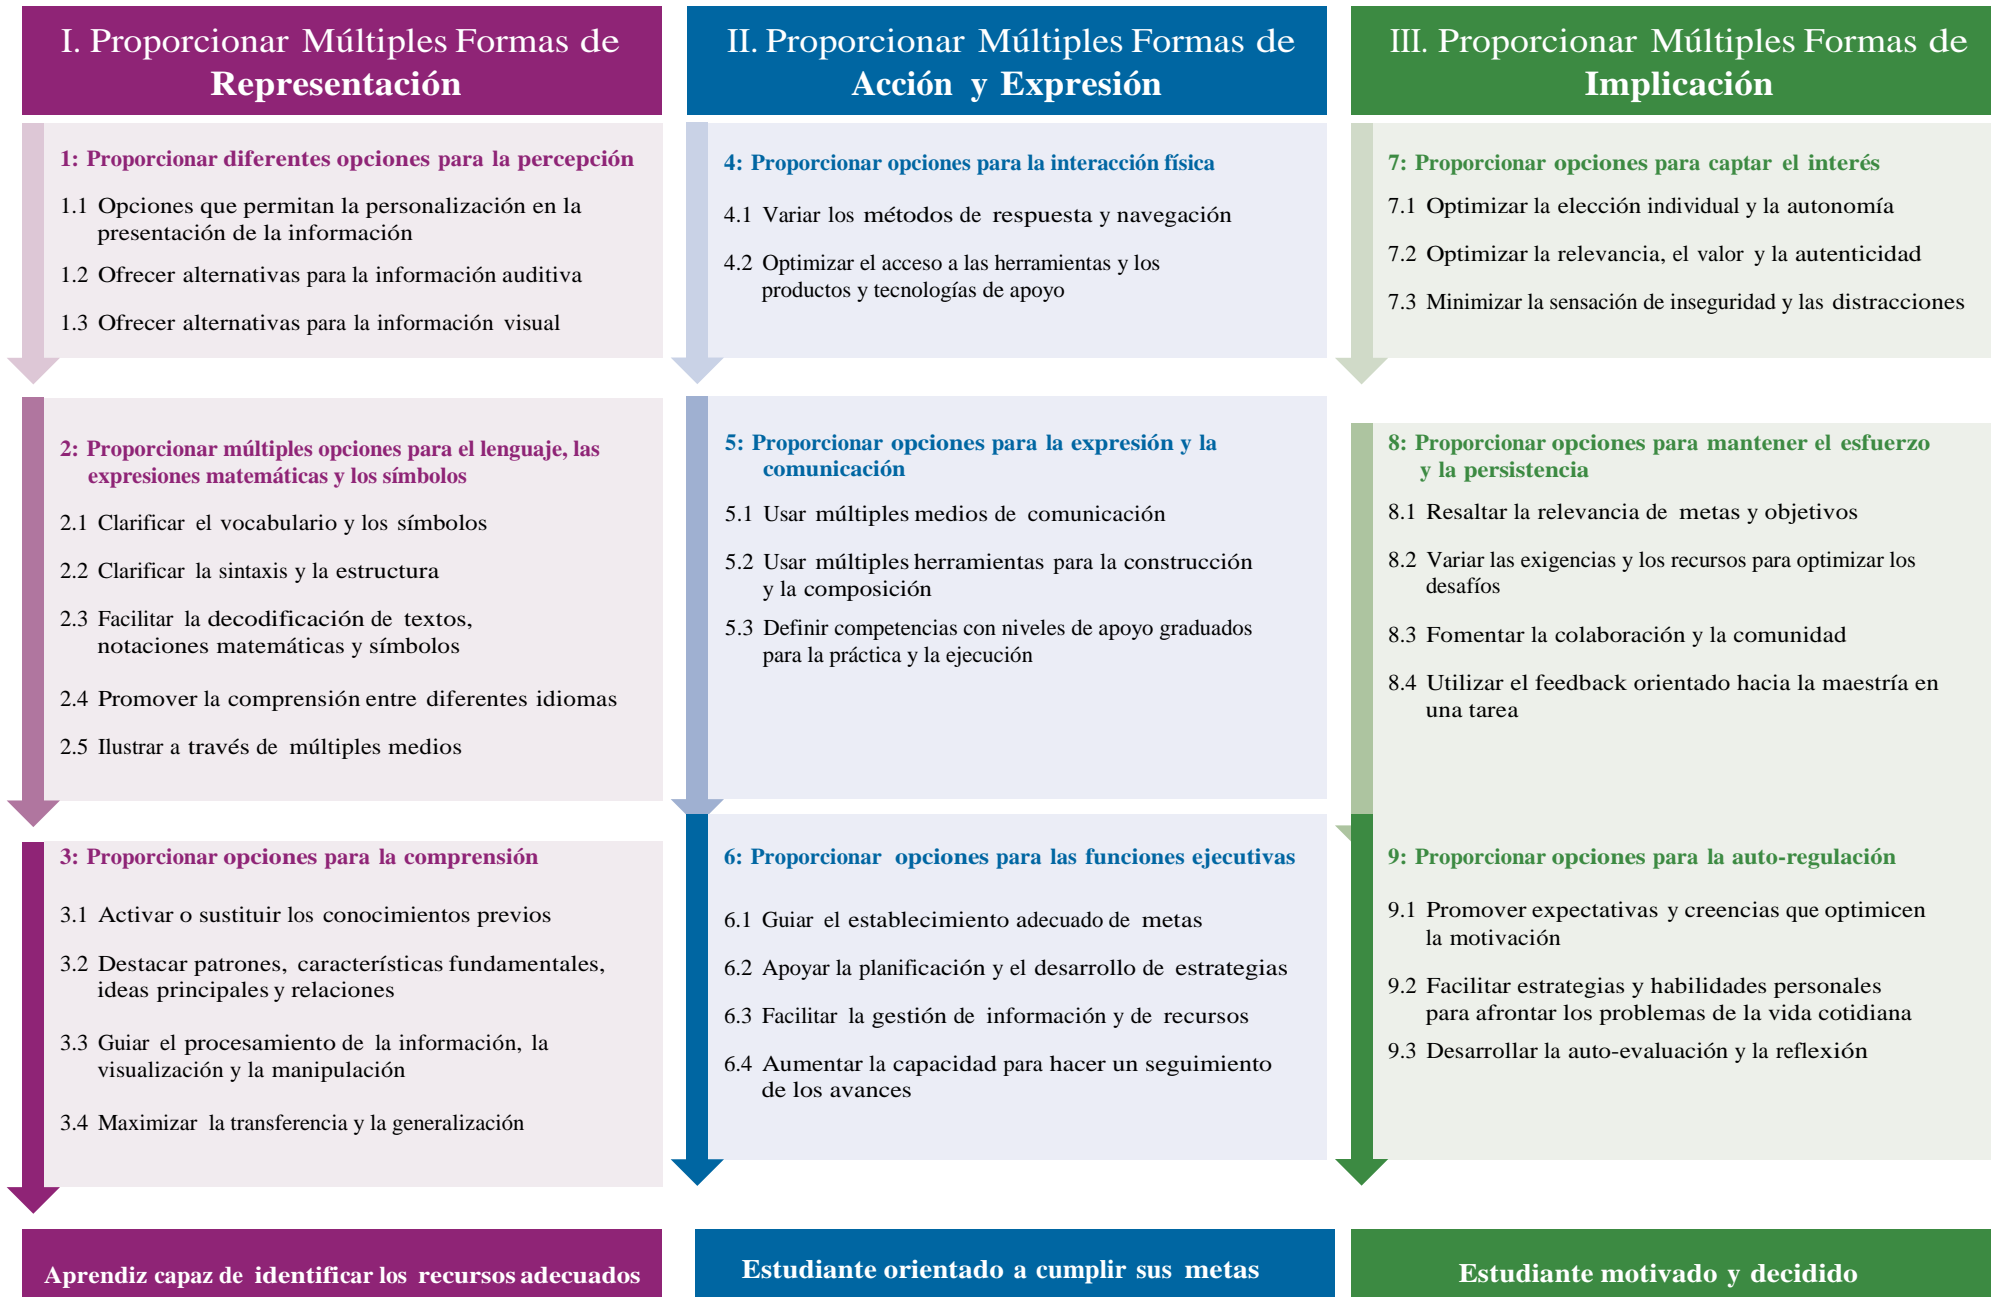 I. Proporcionar Múltiples Formas de
Representación
1: Proporcionar diferentes opciones para la percepción
1.1 Opciones que permitan la personalización en la
presentación de la información
1.2 Ofrecer alternativas para la información auditiva
1.3 Ofrecer alternativas para la información visual
2: Proporcionar múltiples opciones para el lenguaje, las
expresiones matemáticas y los símbolos
2.1 Clarificar el vocabulario y los símbolos
2.2 Clarificar la sintaxis y la estructura
2.3 Facilitar la decodificación de textos,
notaciones matemáticas y símbolos
2.4 Promover la comprensión entre diferentes idiomas
2.5 Ilustrar a través de múltiples medios
3: Proporcionar opciones para la comprensión
3.1 Activar o sustituir los conocimientos previos
3.2 Destacar patrones, características fundamentales,
ideas principales y relaciones
3.3 Guiar el procesamiento de la información, la
visualización y la manipulación
3.4 Maximizar la transferencia y la generalización
Aprendiz capaz de identificar los recursos adecuados
II. Proporcionar Múltiples Formas de
Acción y Expresión
4: Proporcionar opciones para la interacción física
4.1 Variar los métodos de respuesta y navegación
4.2 Optimizar el acceso a las herramientas y los
productos y tecnologías de apoyo
5: Proporcionar opciones para la expresión y la
comunicación
5.1 Usar múltiples medios de comunicación
5.2 Usar múltiples herramientas para la construcción
y la composición
5.3 Definir competencias con niveles de apoyo graduados
para la práctica y la ejecución
6: Proporcionar opciones para las funciones ejecutivas
6.1 Guiar el establecimiento adecuado de metas
6.2 Apoyar la planificación y el desarrollo de estrategias
6.3 Facilitar la gestión de información y de recursos
6.4 Aumentar la capacidad para hacer un seguimiento
de los avances
Estudiante orientado a cumplir sus metas
III. Proporcionar Múltiples Formas de
Implicación
7: Proporcionar opciones para captar el interés
7.1 Optimizar la elección individual y la autonomía
7.2 Optimizar la relevancia, el valor y la autenticidad
7.3 Minimizar la sensación de inseguridad y las distracciones
8: Proporcionar opciones para mantener el esfuerzo
y la persistencia
8.1 Resaltar la relevancia de metas y objetivos
8.2 Variar las exigencias y los recursos para optimizar los
desafíos
8.3 Fomentar la colaboración y la comunidad
8.4 Utilizar el feedback orientado hacia la maestría en
una tarea
9: Proporcionar opciones para la auto-regulación
9.1 Promover expectativas y creencias que optimicen
la motivación
9.2 Facilitar estrategias y habilidades personales
para afrontar los problemas de la vida cotidiana
9.3 Desarrollar la auto-evaluación y la reflexión
Estudiante motivado y decidido